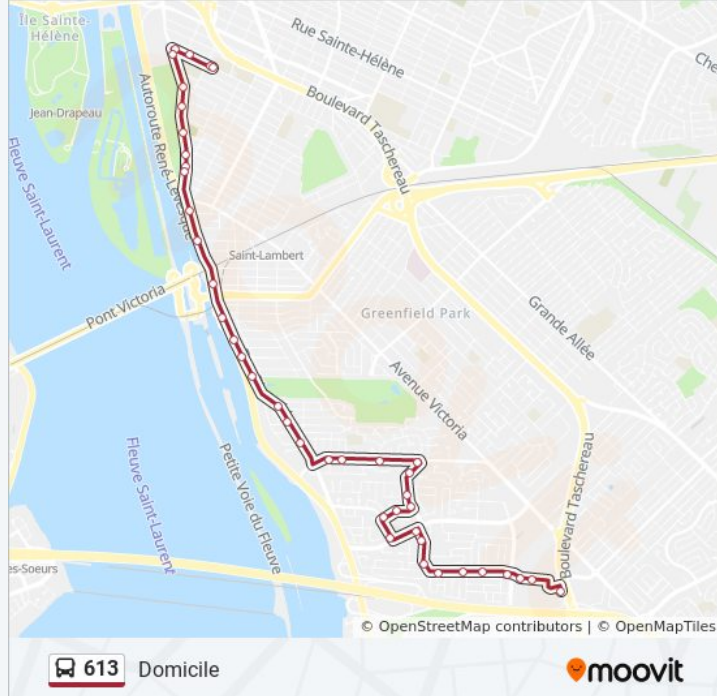 Île Sainte-
Hélène
Rue Sainte-Hélène
Che
Jean-Drapeau
Boulevard Taschereau
Autoroute René-Lévesque
Fleuve Saint-Laurent
Saint-Lambert
Pont Victoria
Greenfield Park
Grande Allée
Avenue Victoria
Boulevard Taschereau
Petite Voie du Fleuve
Fleuve Saint-Laurent
es-Soeurs
© OpenStreetMap contributors | © OpenMapTiles
613 Domicile
moovit